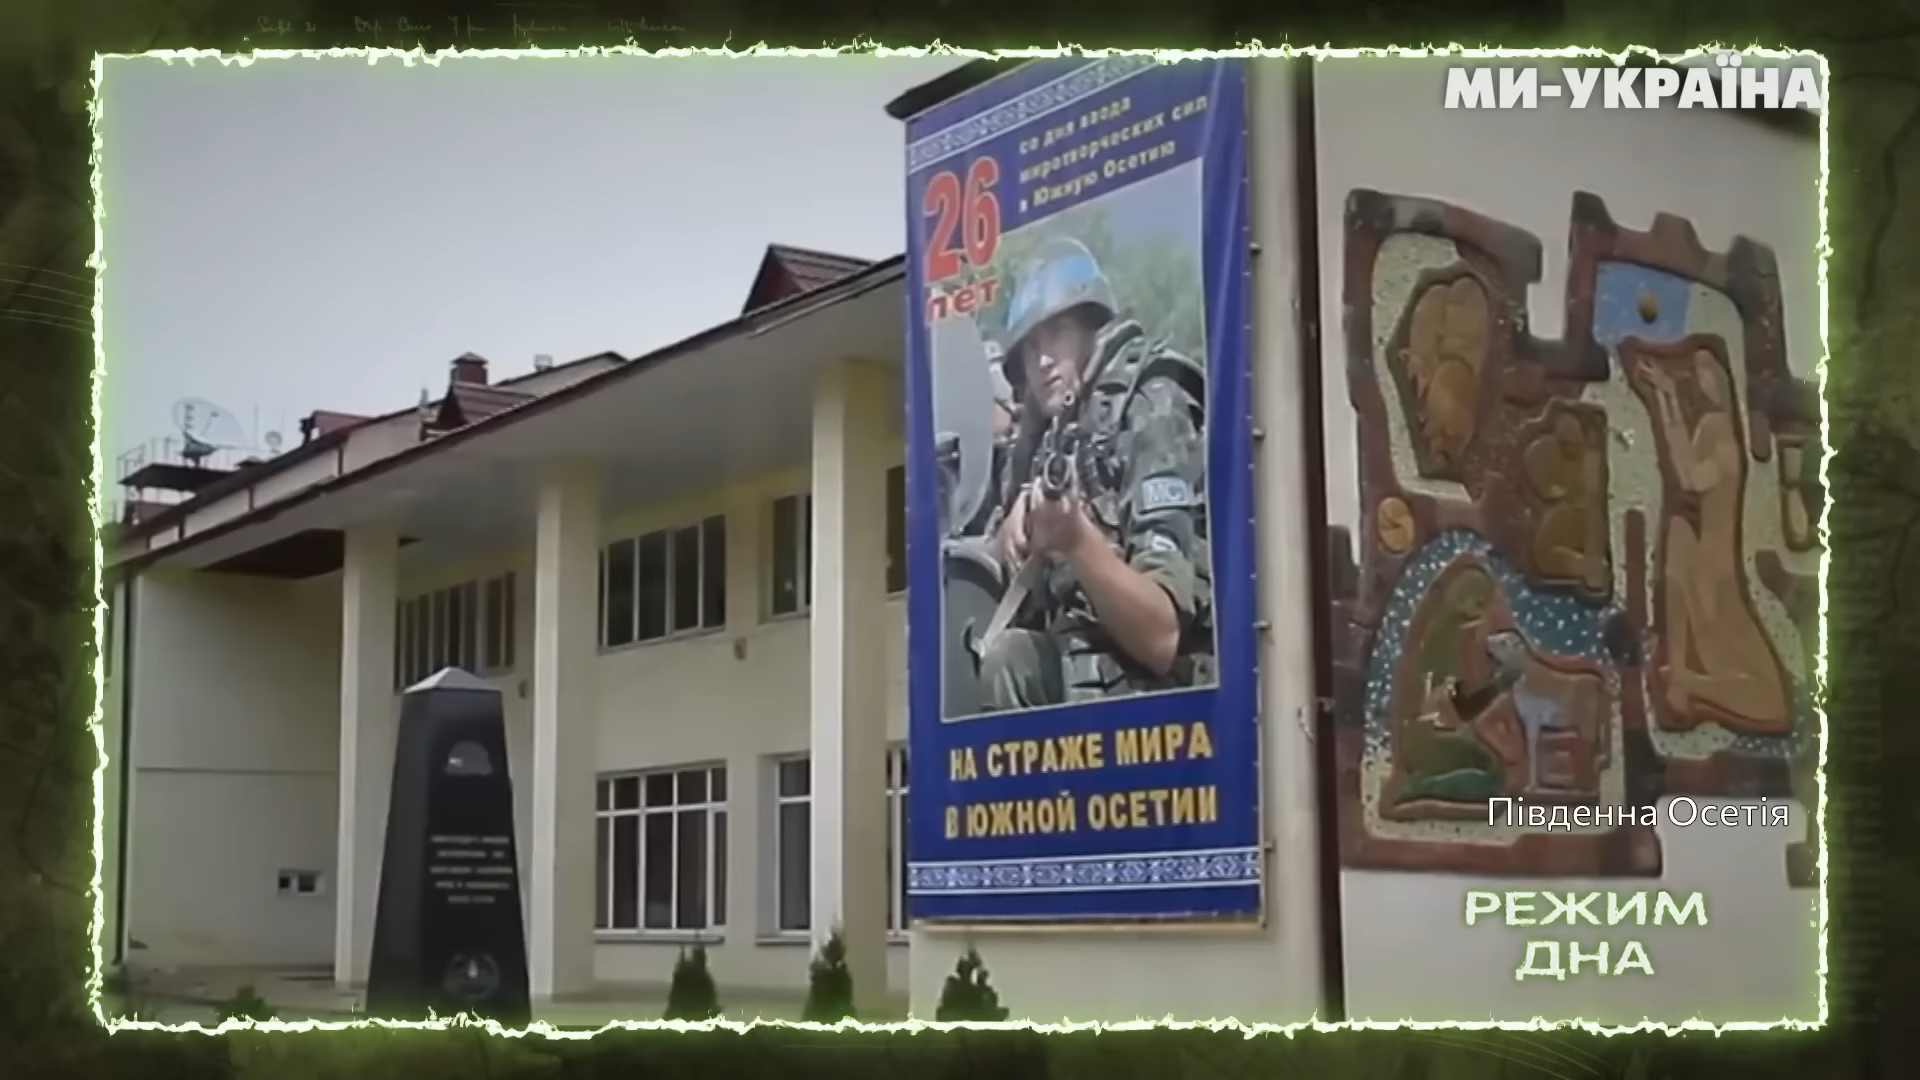 МИ-УКРАЇНА
26
лет
со дня ввода
миротворческих сил
в Южную Осетию
МС
НА СТРАЖЕ МИРА
В ЮЖНОЙ ОСЕТИИ
Південна Осетія
РЕЖИМ
ДНА